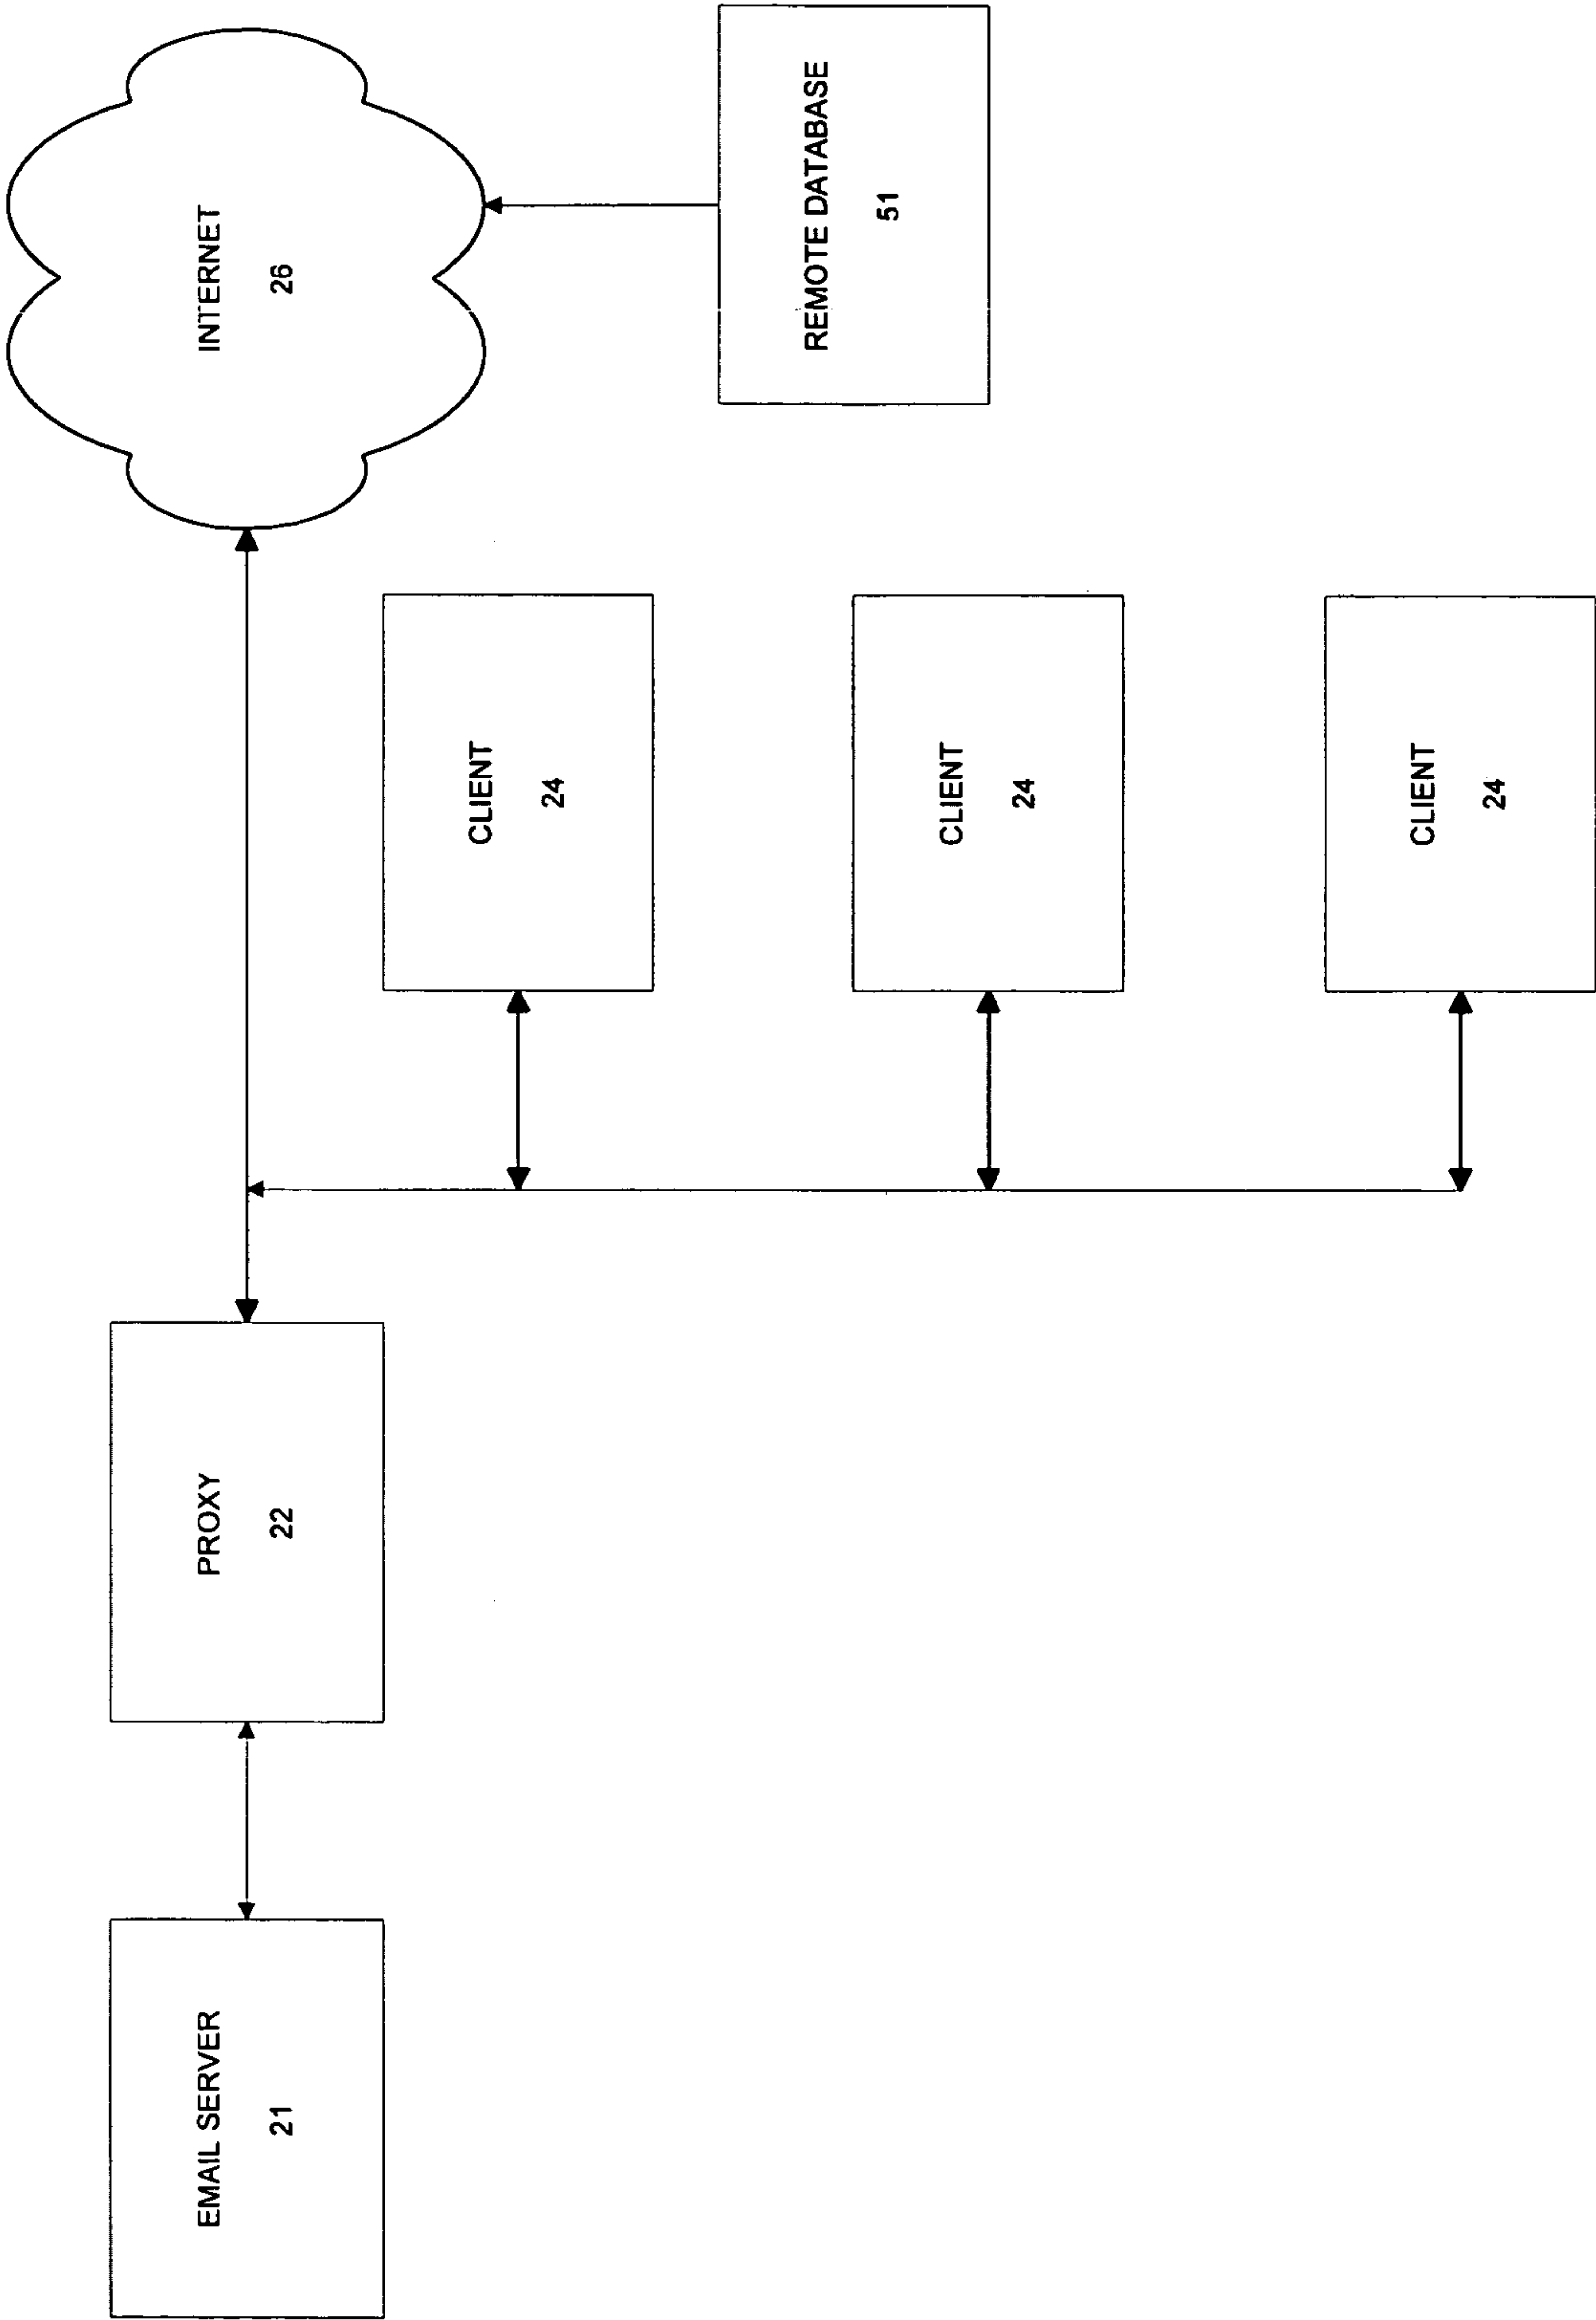 EMAIL SERVER
21
PROXY
22
INTERNET
26
CLIENT
24
CLIENT
24
CLIENT
24
REMOTE DATABASE
51